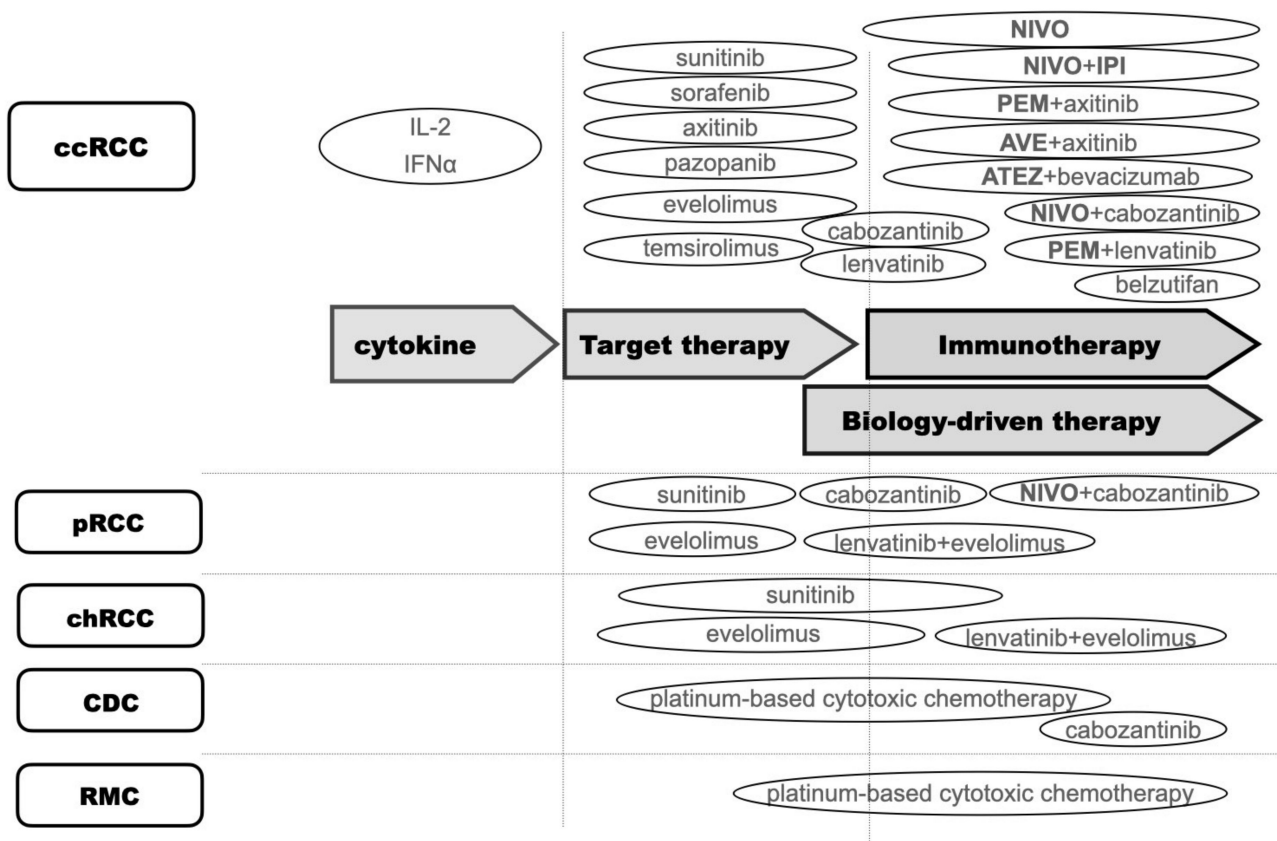 ccRCC
IL-2
IFNα
sunitinib
sorafenib
axitinib
pazopanib
evelolimus
temsirolimus
cabozantinib
lenvatinib
NIVO
NIVO+IPI
PEM+axitinib
AVE+axitinib
ATEZ+bevacizumab
NIVO+cabozantinib
PEM+lenvatinib
belzutifan
cytokine
Target therapy
Immunotherapy
Biology-driven therapy
pRCC
sunitinib
cabozantinib
NIVO+cabozantinib
evelolimus
lenvatinib+evelolimus
chRCC
sunitinib
evelolimus
lenvatinib+evelolimus
CDC
platinum-based cytotoxic chemotherapy
cabozantinib
RMC
platinum-based cytotoxic chemotherapy